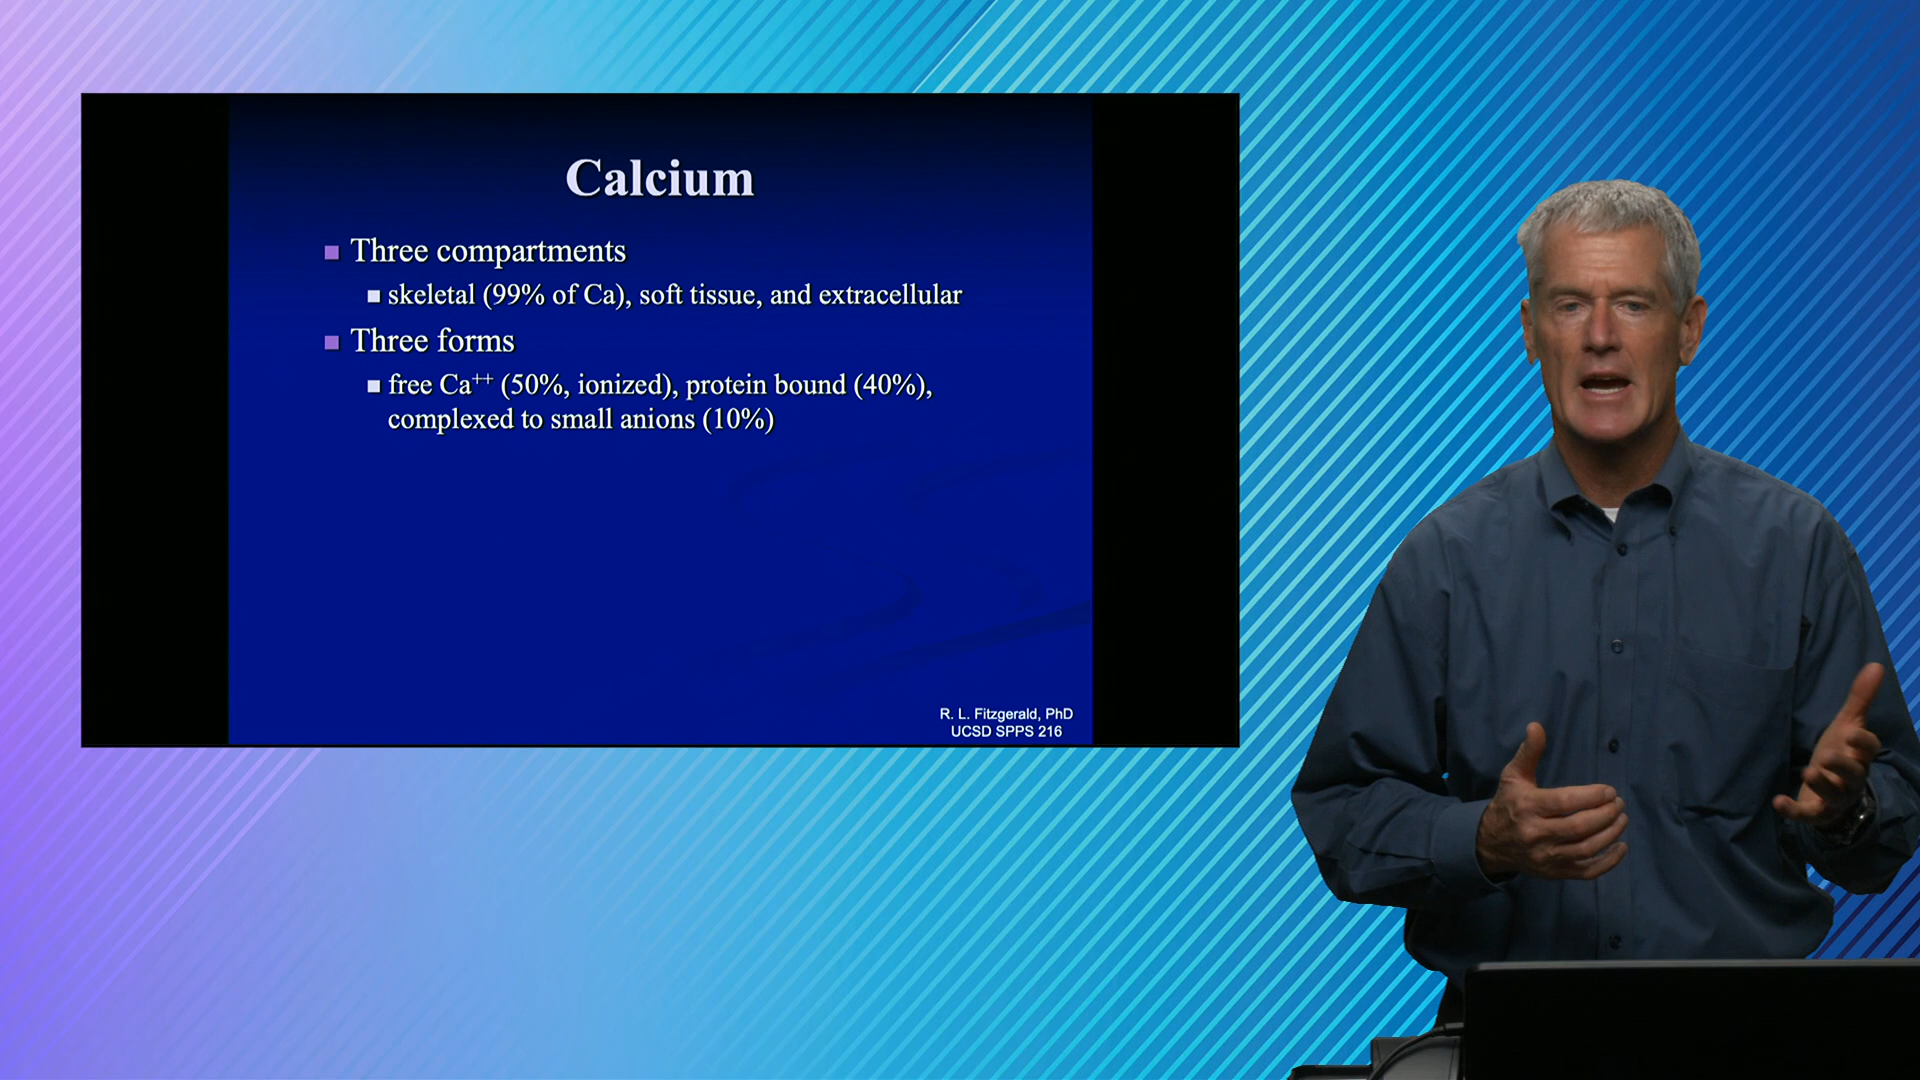 Calcium
Three compartments
skeletal (99% of Ca), soft tissue, and extracellular
Three forms
free Ca⁺⁺ (50%, ionized), protein bound (40%),
complexed to small anions (10%)
R. L. Fitzgerald, PhD
UCSD SPPS 216